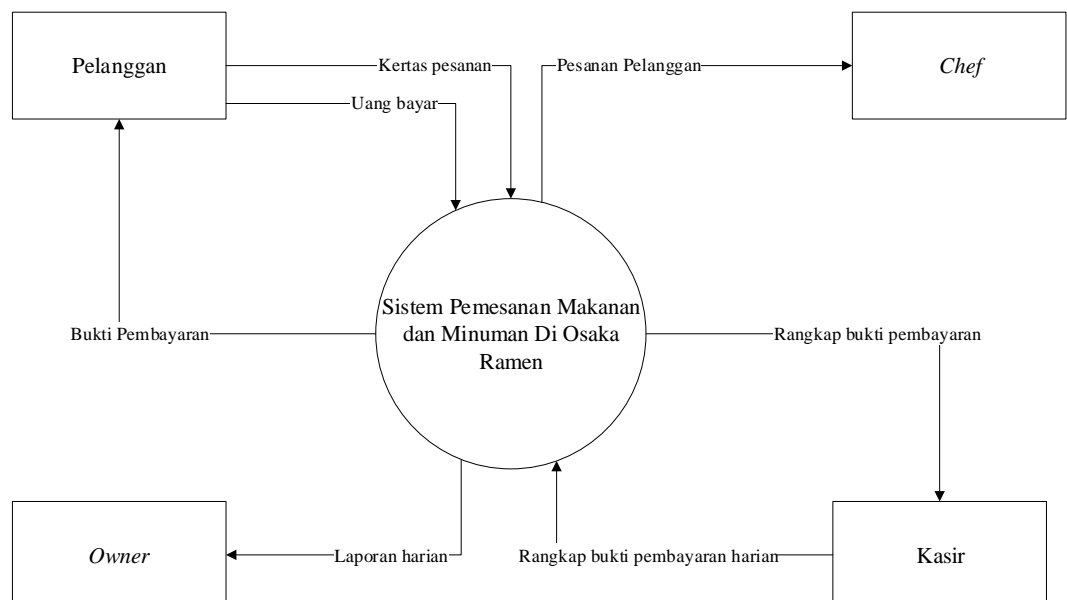 Pelanggan
Kertas pesanan
Pesanan Pelanggan
Chef
Uang bayar
Sistem Pemesanan Makanan
dan Minuman Di Osaka
Ramen
Bukti Pembayaran
Rangkap bukti pembayaran
Owner
Laporan harian
Rangkap bukti pembayaran harian
Kasir